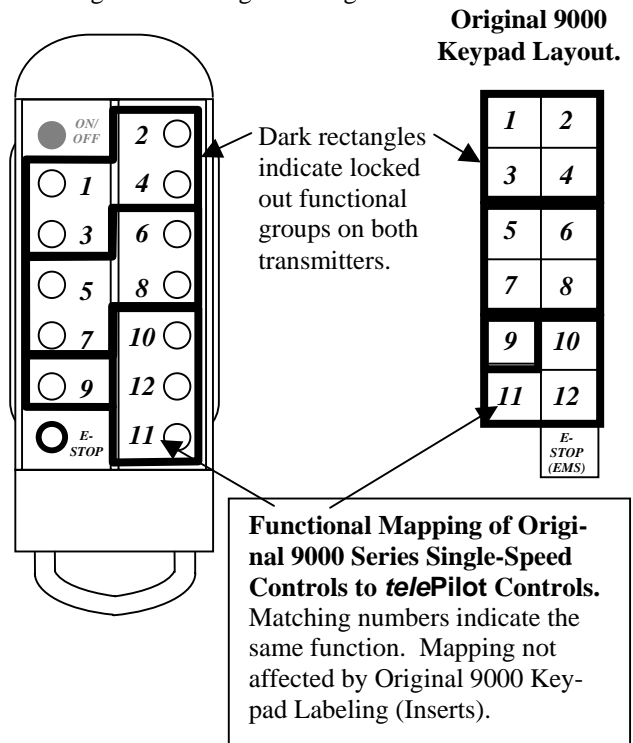 Original 9000
Keypad Layout.
ON/
OFF
2
1
4
3
6
5
8
7
10
9
12
E-
STOP
11
Dark rectangles
indicate locked
out functional
groups on both
transmitters.
1 2
3 4
5 6
7 8
9 10
11 12
E-
STOP
(EMS)
Functional Mapping of Origi-
nal 9000 Series Single-Speed
Controls to telePilot Controls.
Matching numbers indicate the
same function. Mapping not
affected by Original 9000 Key-
pad Labeling (Inserts).